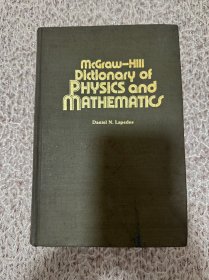 McGraw-Hill
Dictionary of
PHYSICS and
MATHEMATICS
Daniel N. Lapedes